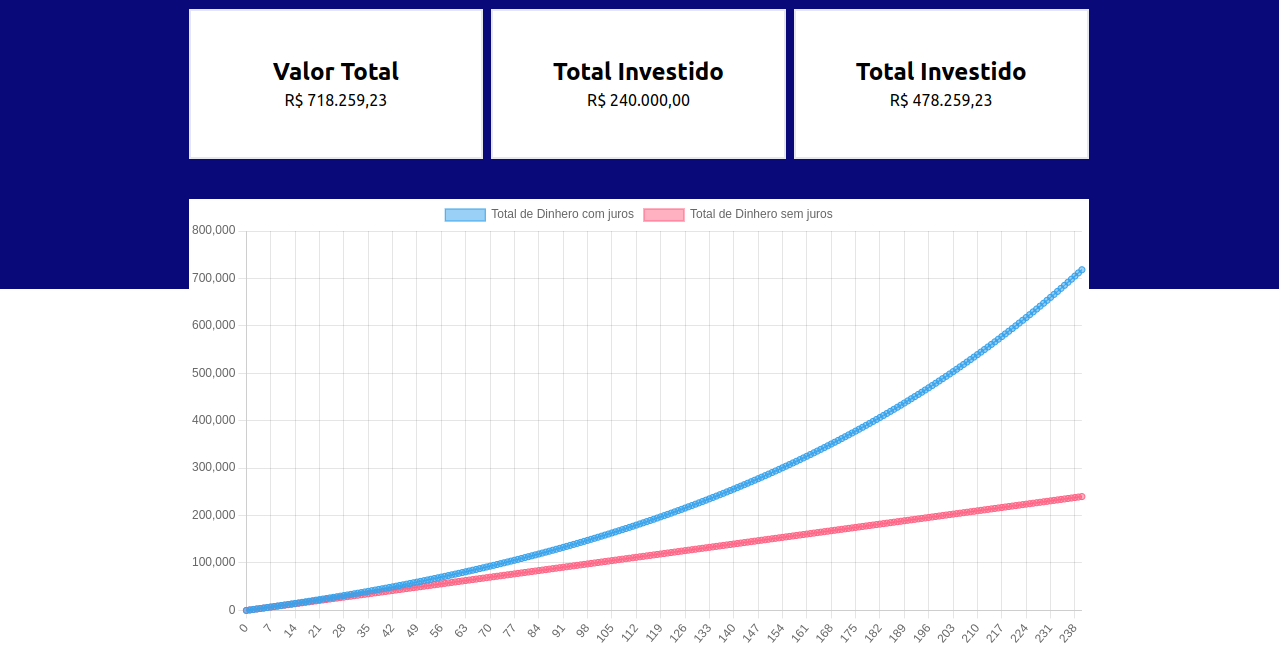 Valor Total
R$ 718.259,23
Total Investido
R$ 240.000,00
Total Investido
R$ 478.259,23
Total de Dinhero com juros
Total de Dinhero sem juros
800,000
700,000
600,000
500,000
400,000
300,000
200,000
100,000
0
0 7 14 21 28 35 42 49 56 63 70 77 84 91 98 105 112 119 126 133 140 147 154 161 168 175 182 189 196 203 210 217 224 231 238